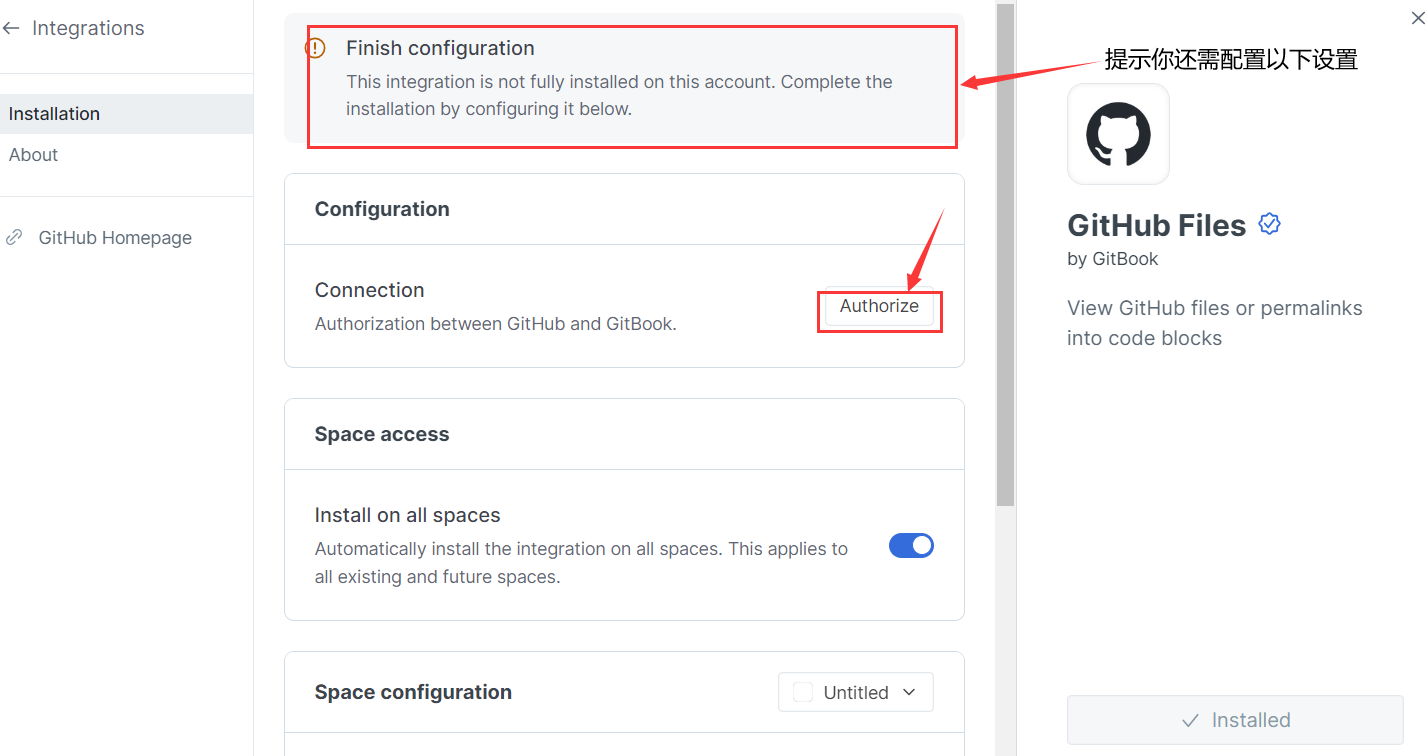 Integrations
Installation
About
GitHub Homepage
Finish configuration
This integration is not fully installed on this account. Complete the
installation by configuring it below.
Configuration
Connection
Authorization between GitHub and GitBook.
Authorize
Space access
Install on all spaces
Automatically install the integration on all spaces. This applies to
all existing and future spaces.
Space configuration
Untitled
提示你还需配置以下设置
GitHub Files
by GitBook
View GitHub files or permalinks
into code blocks
Installed